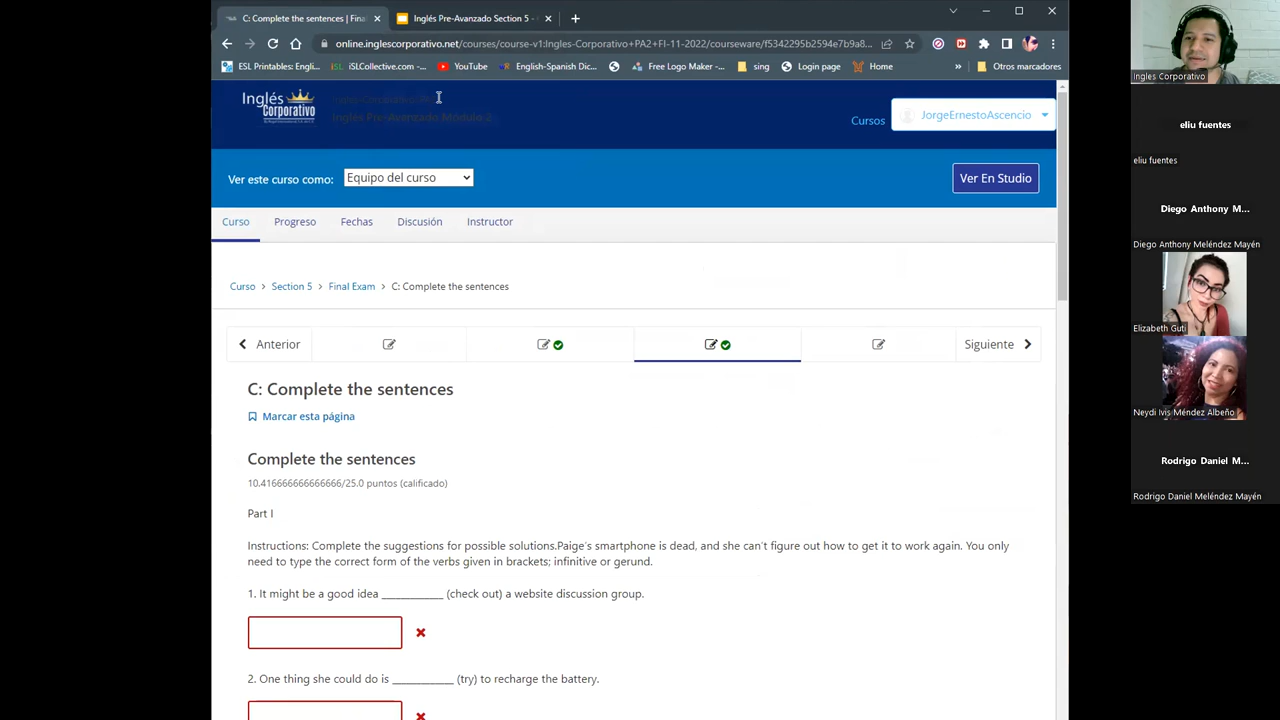 C: Complete the sentences | Fina
Inglés Pre-Avanzado Section 5 -
online.inglescorporativo.net/courses/course-v1:Ingles-Corporativo+PA2+FI-11-2022/courseware/f5342295b2594e7b9a8...
ESL Printables: Engli...
iSL
iSLCollective.com -...
YouTube
English-Spanish Dic...
Free Logo Maker -...
sing
Login page
Home
»
Otros marcadores
Inglés
Corporativo
Inglés Pre-Avanzado Módulo 2
Cursos
JorgeErnestoAscencio
Ver este curso como:
Equipo del curso
Ver En Studio
Curso
Progreso
Fechas
Discusión
Instructor
Curso > Section 5 > Final Exam > C: Complete the sentences
Anterior
Siguiente
C: Complete the sentences
Marcar esta página
Complete the sentences
10.416666666666666/25.0 puntos (calificado)
Part I
Instructions: Complete the suggestions for possible solutions.Paige's smartphone is dead, and she can't figure out how to get it to work again. You only
need to type the correct form of the verbs given in brackets; infinitive or gerund.
1. It might be a good idea ____________ (check out) a website discussion group.
2. One thing she could do is ____________ (try) to recharge the battery.
Ingles Corporativo
eliu fuentes
eliu fuentes
Diego Anthony M...
Diego Anthony Meléndez Mayén
Elizabeth Guti
Neydi Ivis Méndez Albeño
Rodrigo Daniel M...
Rodrigo Daniel Meléndez Mayén